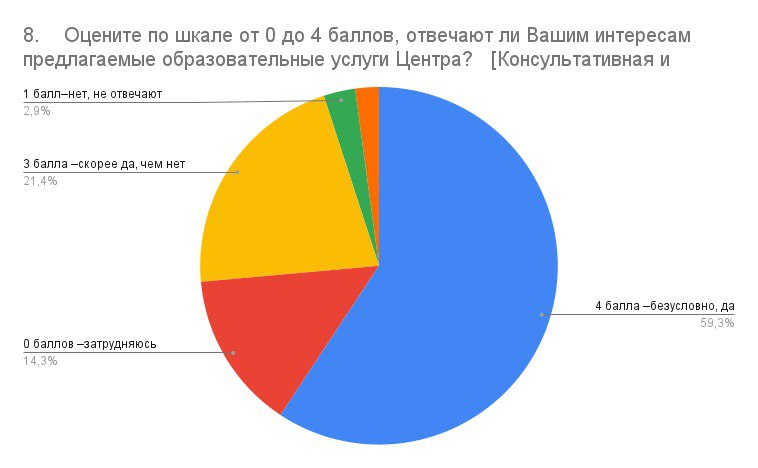 8. Оцените по шкале от 0 до 4 баллов, отвечают ли Вашим интересам
предлагаемые образовательные услуги Центра? [Консультативная и
1 балл–нет, не отвечают
2,9%
3 балла –скорее да, чем нет
21,4%
4 балла –безусловно, да
59,3%
0 баллов –затрудняюсь
14,3%